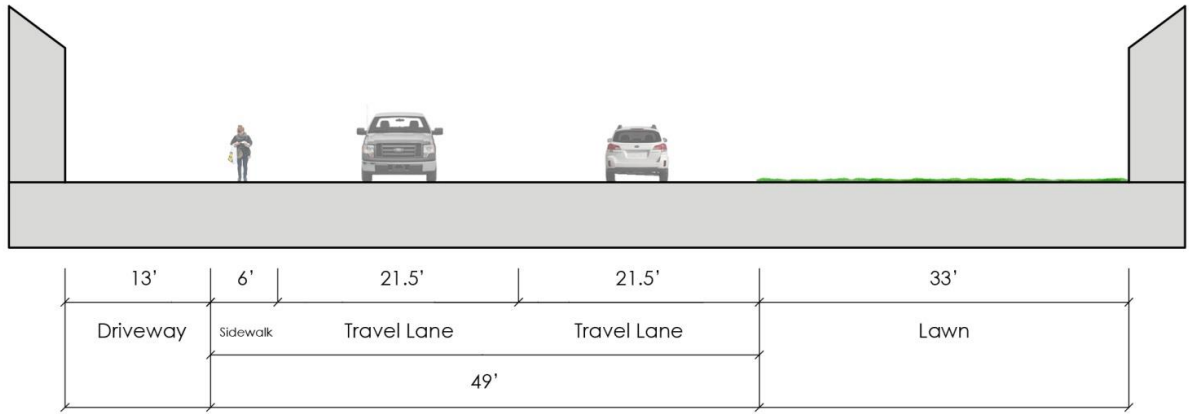 13’ 6’ 21.5’ 21.5’ 33’
Driveway Sidewalk Travel Lane Travel Lane Lawn
49’